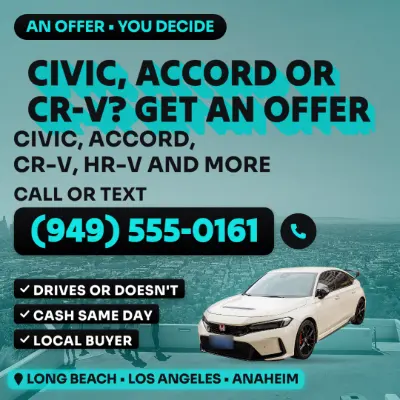 AN OFFER • YOU DECIDE
CIVIC, ACCORD OR
CR-V? GET AN OFFER
CIVIC, ACCORD,
CR-V, HR-V AND MORE
CALL OR TEXT
(949) 555-0161
DRIVES OR DOESN'T
CASH SAME DAY
LOCAL BUYER
LONG BEACH • LOS ANGELES • ANAHEIM